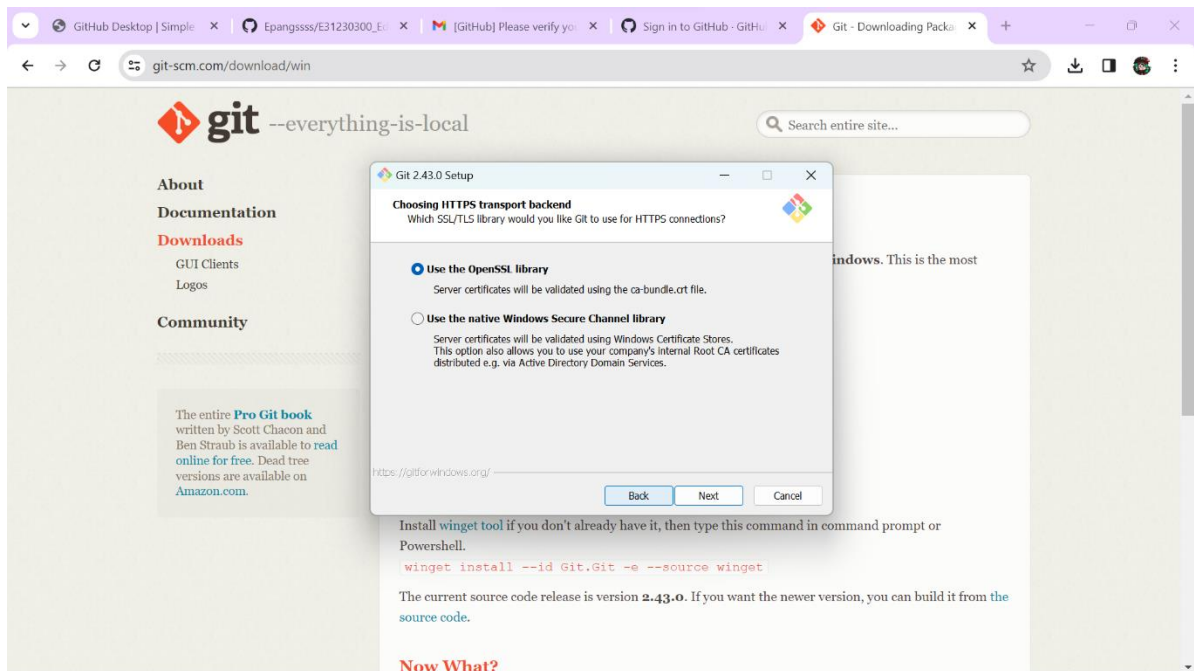 GitHub Desktop | Simple
Epangssss/E31230300_Ed
[GitHub] Please verify you
Sign in to GitHub · GitHu
Git - Downloading Packa
git-scm.com/download/win
git --everything-is-local
Search entire site...
About
Documentation
Downloads
GUI Clients
Logos
Community
The entire Pro Git book
written by Scott Chacon and
Ben Straub is available to read
online for free. Dead tree
versions are available on
Amazon.com.
Git 2.43.0 Setup
Choosing HTTPS transport backend
Which SSL/TLS library would you like Git to use for HTTPS connections?
Use the OpenSSL library
Server certificates will be validated using the ca-bundle.crt file.
Use the native Windows Secure Channel library
Server certificates will be validated using Windows Certificate Stores.
This option also allows you to use your company's internal Root CA certificates
distributed e.g. via Active Directory Domain Services.
https://gitforwindows.org/
Back
Next
Cancel
indows. This is the most
Install winget tool if you don't already have it, then type this command in command prompt or
Powershell.
winget install --id Git.Git -e --source winget
The current source code release is version 2.43.0. If you want the newer version, you can build it from the
source code.
Now What?